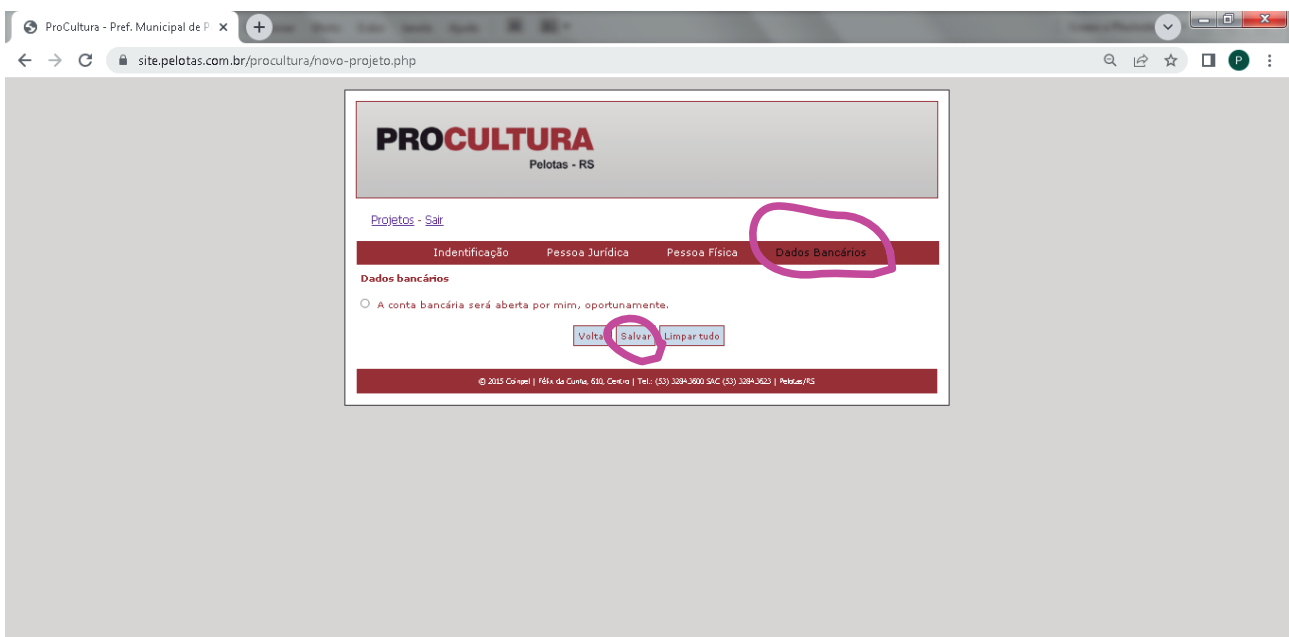 ProCultura - Pref. Municipal de P
site.pelotas.com.br/procultura/novo-projeto.php
P
PROCULTURA
Pelotas - RS
Projetos - Sair
Indentificação Pessoa Jurídica Pessoa Física Dados Bancários
Dados bancários
A conta bancária será aberta por mim, oportunamente.
Volta Salvar Limpar tudo
© 2015 Coinpel | Félix da Cunha, 610, Centro | Tel.: (53) 3284.3600 SAC (53) 3284.3623 | Pelotas/RS